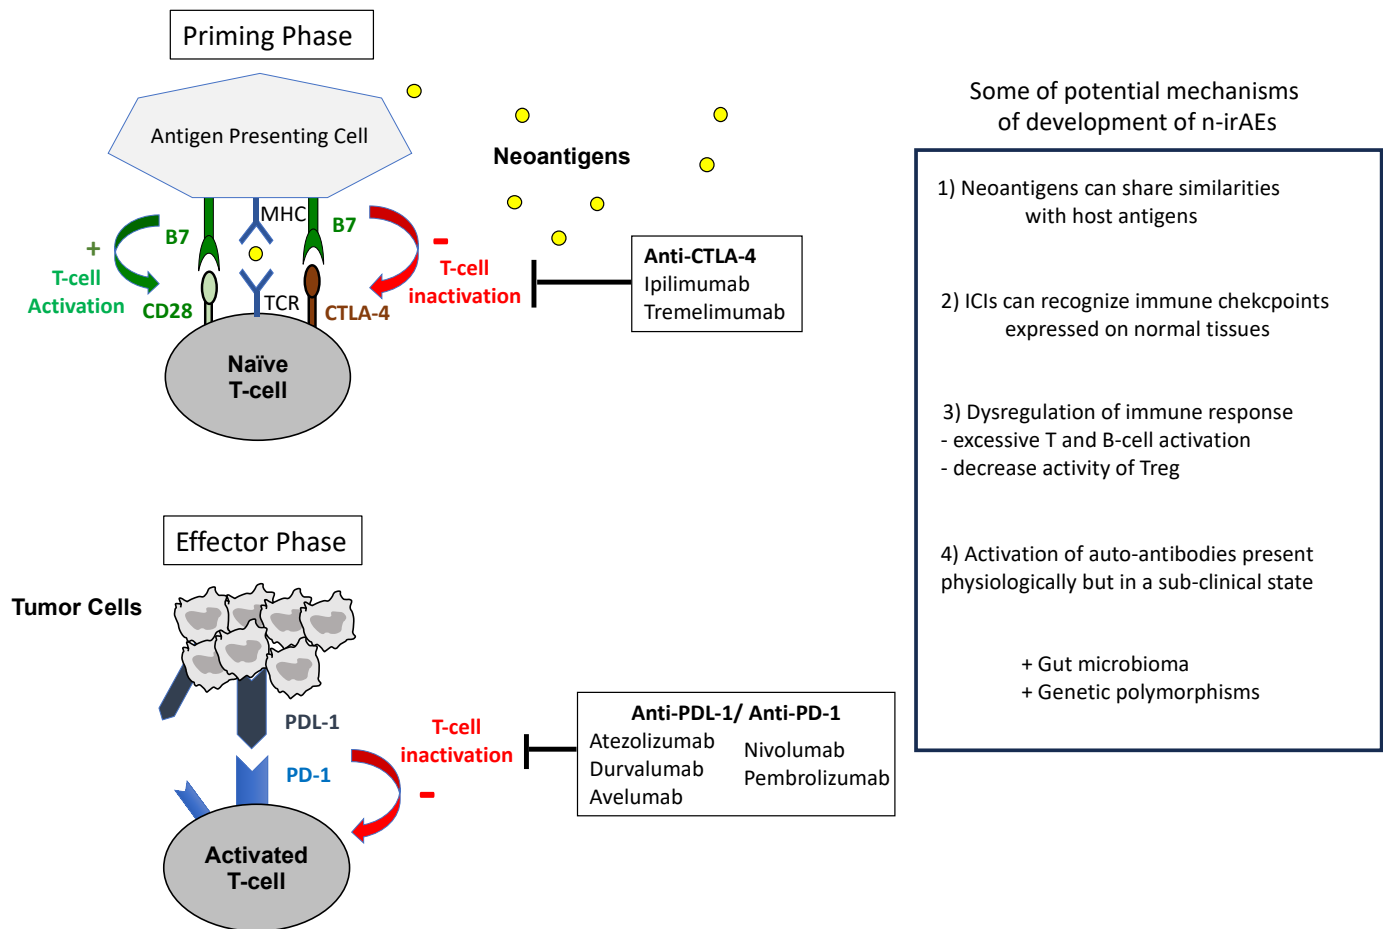 Priming Phase
Antigen Presenting Cell
Neoantigens
MHC
B7
B7
+
T-cell
Activation
-
T-cell
inactivation
CD28
TCR
CTLA-4
Naïve
T-cell
Anti-CTLA-4
Ipilimumab
Tremelimumab
Effector Phase
Tumor Cells
PDL-1
PD-1
T-cell
inactivation
-
Activated
T-cell
Anti-PDL-1/ Anti-PD-1
Atezolizumab
Durvalumab
Avelumab
Nivolumab
Pembrolizumab
Some of potential mechanisms
of development of n-irAEs
1) Neoantigens can share similarities
with host antigens
2) ICIs can recognize immune chekcpoints
expressed on normal tissues
3) Dysregulation of immune response
- excessive T and B-cell activation
- decrease activity of Treg
4) Activation of auto-antibodies present
physiologically but in a sub-clinical state
+ Gut microbioma
+ Genetic polymorphisms